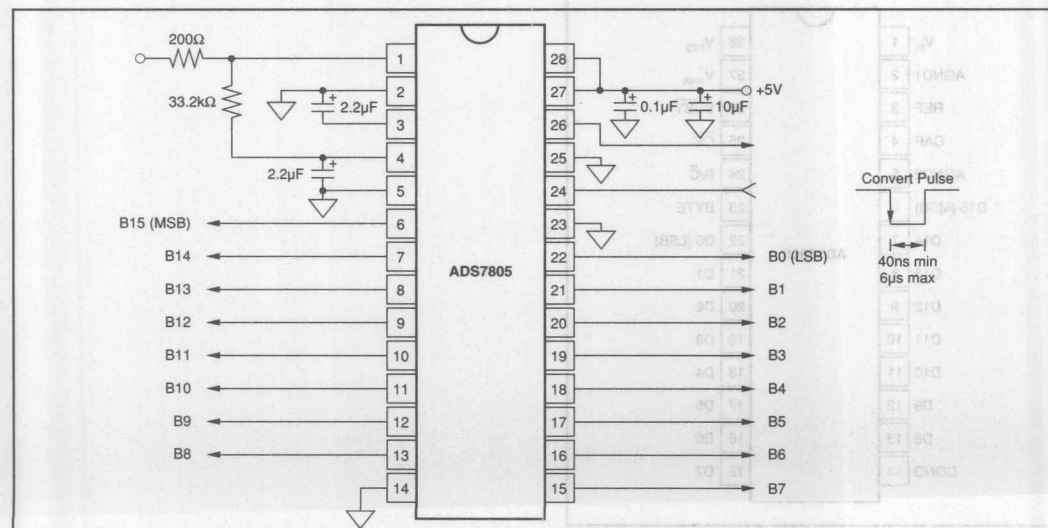 200Ω
33.2kΩ
2.2µF
2.2µF
B15 (MSB)
B14
B13
B12
B11
B10
B9
B8
1
2
3
4
5
6
7
8
9
10
11
12
13
14
ADS7805
28
27
26
25
24
23
22
21
20
19
18
17
16
15
+5V
0.1µF
10µF
+
+
+
+
B0 (LSB)
B1
B2
B3
B4
B5
B6
B7
Convert Pulse
40ns min
6µs max